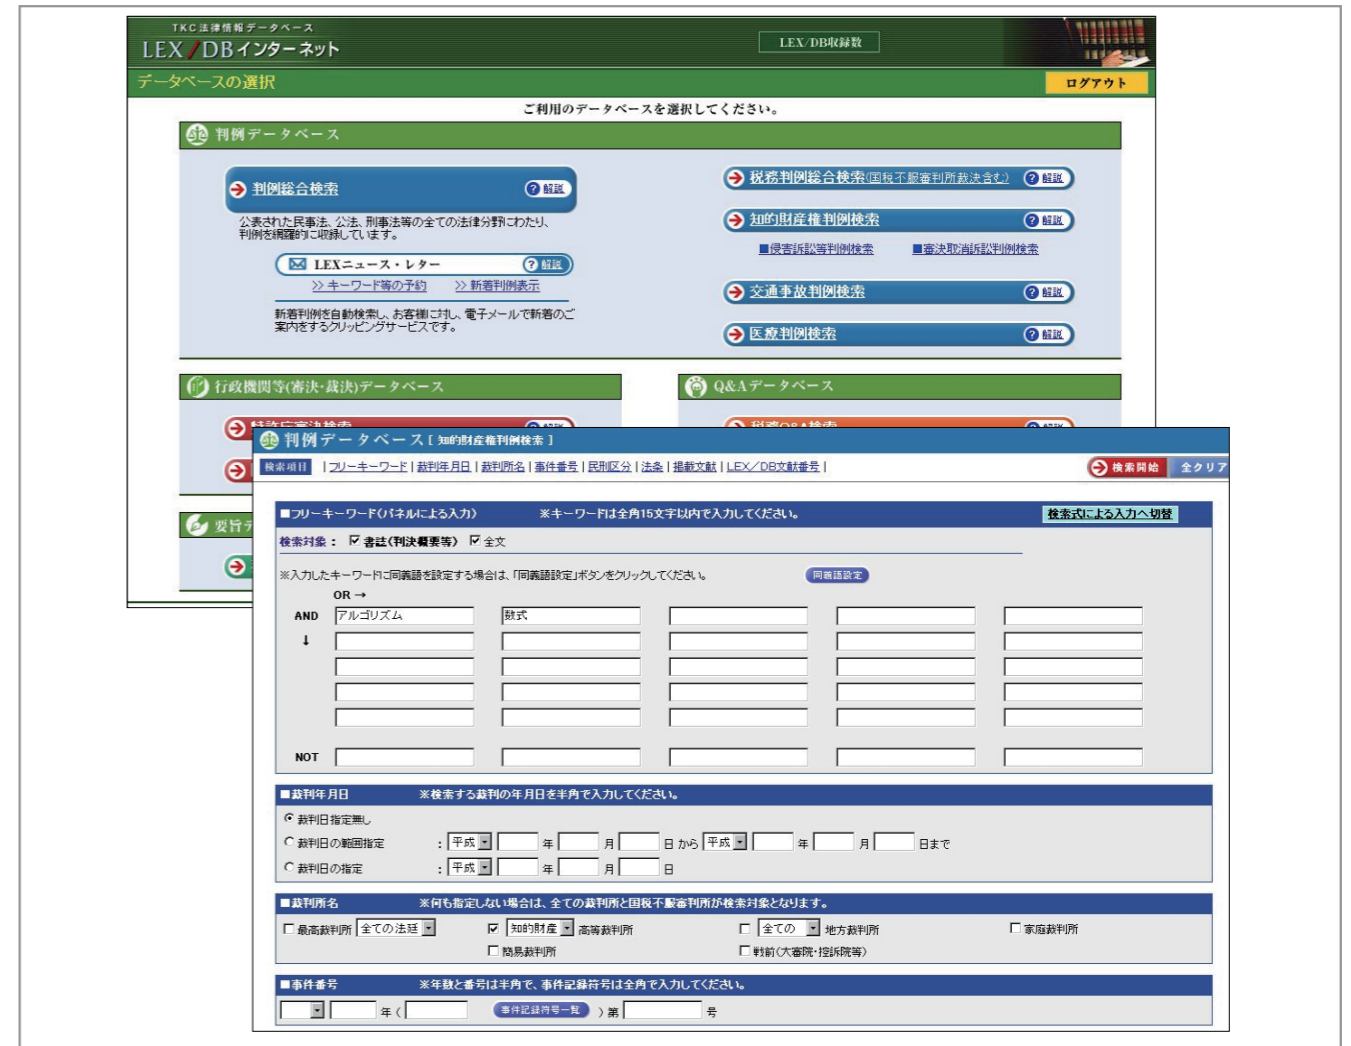 TKC法律情報データベース
LEX/DBインターネット
LEX/DB収録数
データベースの選択
ログアウト
ご利用のデータベースを選択してください。
判例データベース
判例総合検索
? 解説
公表された民事法、公法、刑事法等の全ての法律分野にわたり、
判例を網羅的に収録しています。
LEXニュース・レター
? 解説
>> キーワード等の予約 >> 新着判例表示
新着判例を自動検索し、お客様に対し、電子メールで新着のご
案内をするクリッピングサービスです。
税務判例総合検索(国税不服審判所裁決含む)
? 解説
知的財産権判例検索
? 解説
■侵害訴訟等判例検索 ■審決取消訴訟判例検索
交通事故判例検索
? 解説
医療判例検索
? 解説
行政機関等(審決・裁決)データベース
Q&Aデータベース
特許庁審決検索
税務Q&A検索
要旨デ
判例データベース [ 知的財産権判例検索 ]
検索項目 | フリーキーワード | 裁判年月日 | 裁判所名 | 事件番号 | 民刑区分 | 法条 | 掲載文献 | LEX/DB文献番号 |
検索開始 全クリア
■フリーキーワード(パネルによる入力) ※キーワードは全角15文字以内で入力してください。 検索式による入力へ切替
検索対象: 書誌(判決概要等) 全文
※入力したキーワードに同義語を設定する場合は、「同義語設定」ボタンをクリックしてください。 同義語設定
OR →
AND アルゴリズム 数式
↓
NOT
■裁判年月日 ※検索する裁判の年月日を半角で入力してください。
裁判日指定無し
裁判日の範囲指定 : 平成 年 月 日 から 平成 年 月 日まで
裁判日の指定 : 平成 年 月 日
■裁判所名 ※何も指定しない場合は、全ての裁判所と国税不服審判所が検索対象となります。
最高裁判所 全ての法廷 知的財産 高等裁判所 全ての 地方裁判所 家庭裁判所
簡易裁判所 戦前(大審院・控訴院等)
■事件番号 ※年数と番号は半角で、事件記録符号は全角で入力してください。
年 ( 事件記録符号一覧 ) 第 号